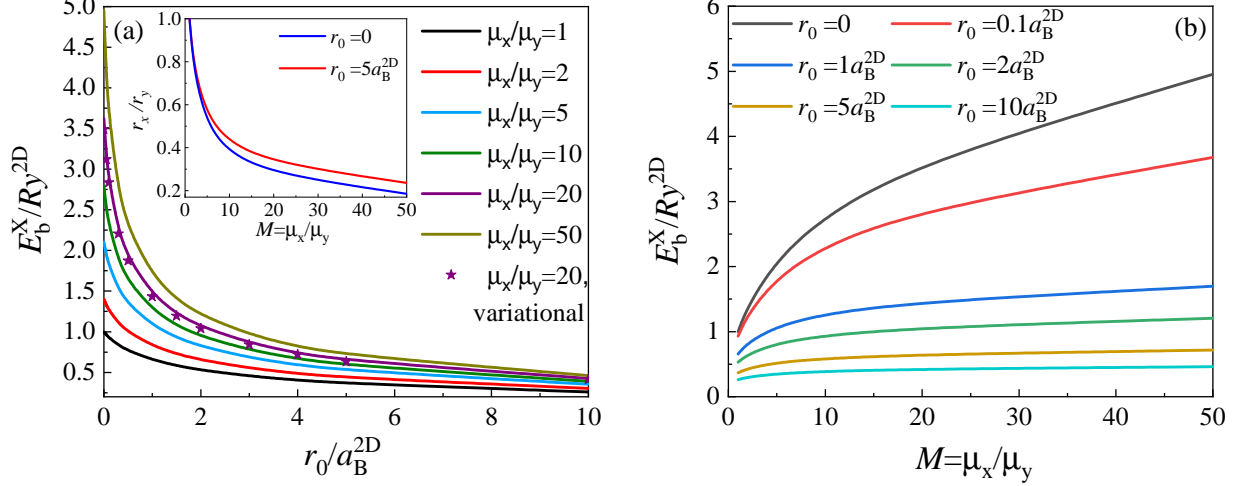 (a)
r_x/r_y
1.0
0.8
0.6
0.4
0.2
r_0 =0
r_0 =5a_B^2D
0 10 20 30 40 50
M=μ_x/μ_y
μ_x/μ_y=1
μ_x/μ_y=2
μ_x/μ_y=5
μ_x/μ_y=10
μ_x/μ_y=20
μ_x/μ_y=50
μ_x/μ_y=20,
variational
E_b^X/Ry^2D
5.0
4.5
4.0
3.5
3.0
2.5
2.0
1.5
1.0
0.5
0 2 4 6 8 10
r_0/a_B^2D
(b)
r_0 =0 r_0 =0.1a_B^2D
r_0 =1a_B^2D r_0 =2a_B^2D
r_0 =5a_B^2D r_0 =10a_B^2D
E_b^X/Ry^2D
6
5
4
3
2
1
0
0 10 20 30 40 50
M=μ_x/μ_y